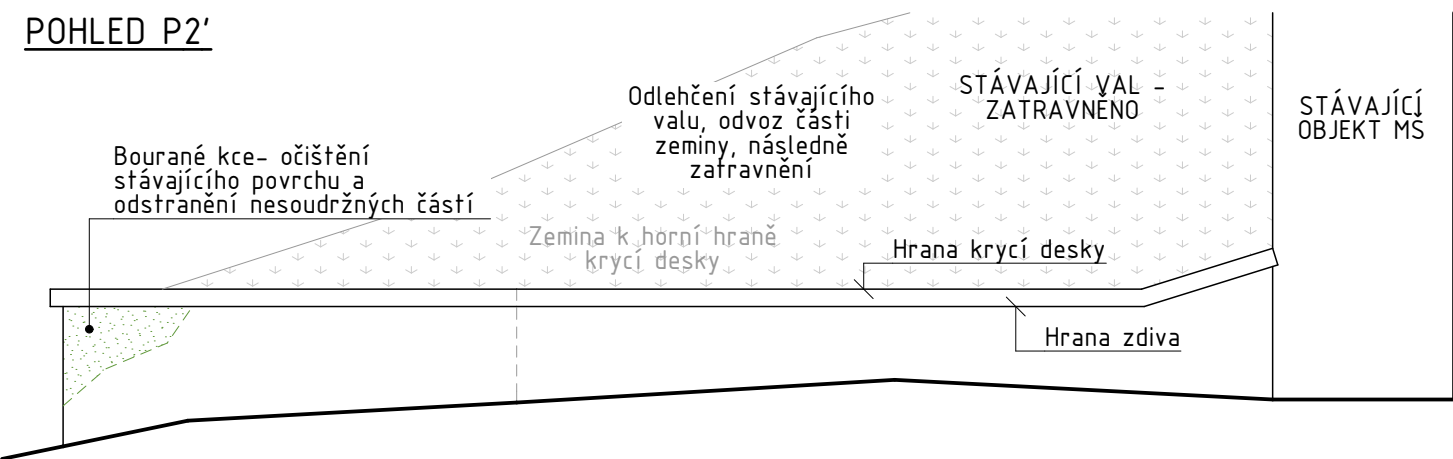 POHLED P2'
Odlehčení stávajícího
valu, odvoz části
zeminy, následně
zatravnění
STÁVAJÍCÍ VAL -
ZATRAVNĚNO
STÁVAJÍCÍ
OBJEKT MŠ
Bourané kce- očištění
stávajícího povrchu a
odstranění nesoudržných částí
Zemina k horní hraně
krycí desky
Hrana krycí desky
Hrana zdiva